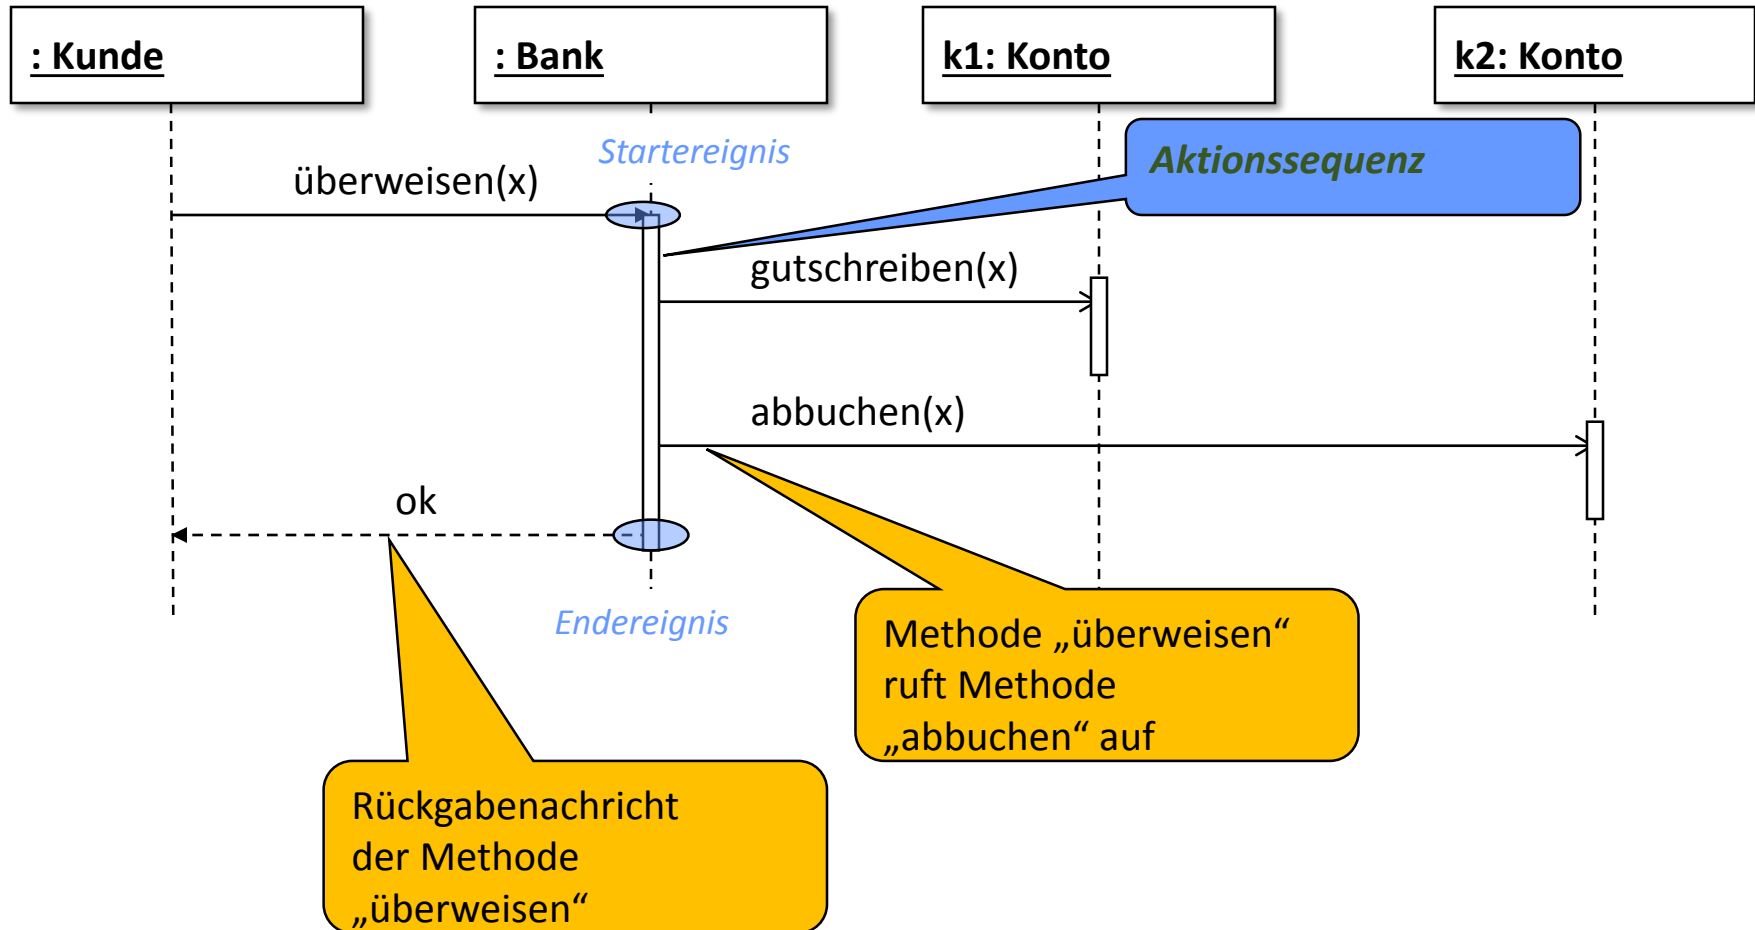 : Kunde
: Bank
k1: Konto
k2: Konto
Startereignis
Aktionssequenz
überweisen(x)
gutschreiben(x)
abbuchen(x)
ok
Endereignis
Methode „überweisen“
ruft Methode
„abbuchen“ auf
Rückgabenachricht
der Methode
„überweisen“